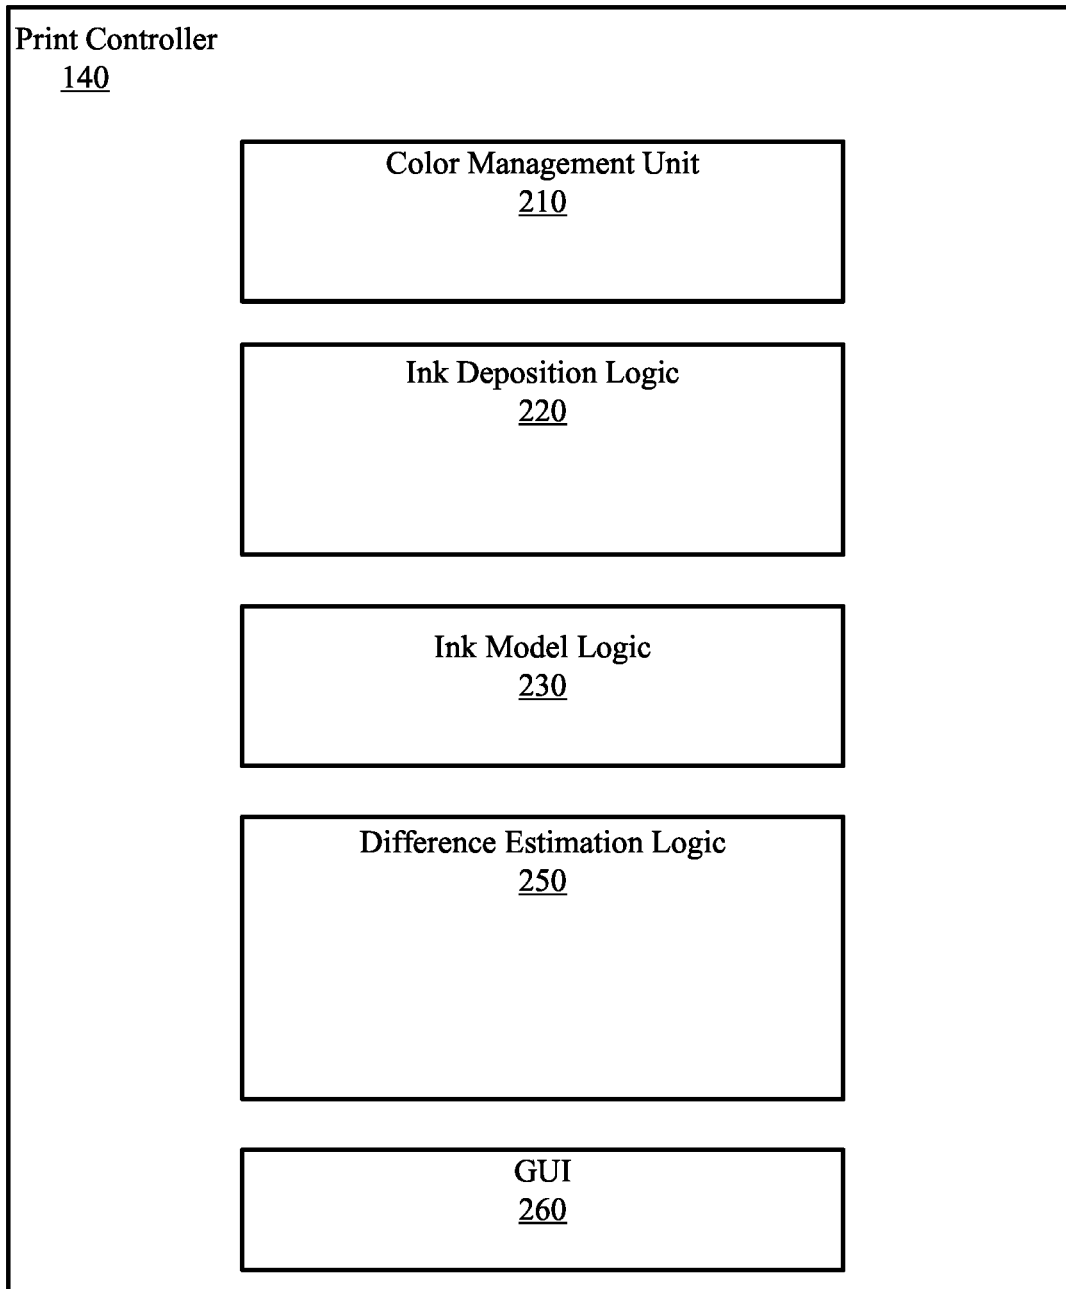 Print Controller
140
Color Management Unit
210
Ink Deposition Logic
220
Ink Model Logic
230
Difference Estimation Logic
250
GUI
260